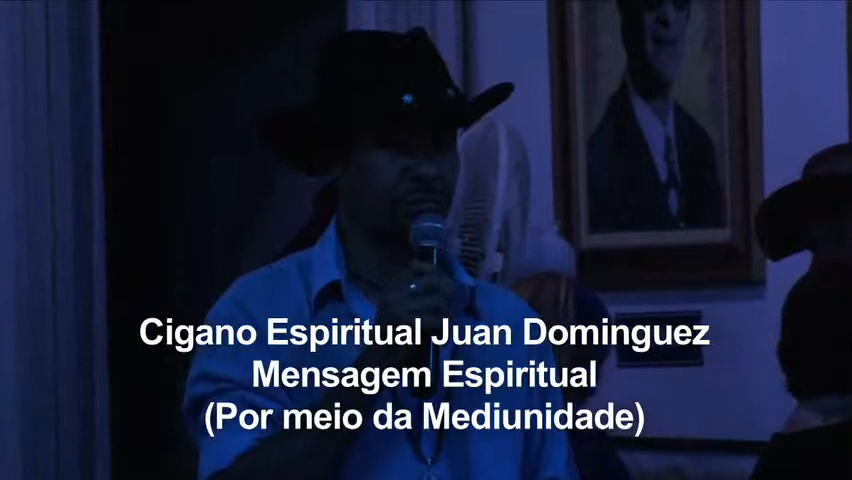 Cigano Espiritual Juan Dominguez
Mensagem Espiritual
(Por meio da Mediunidade)